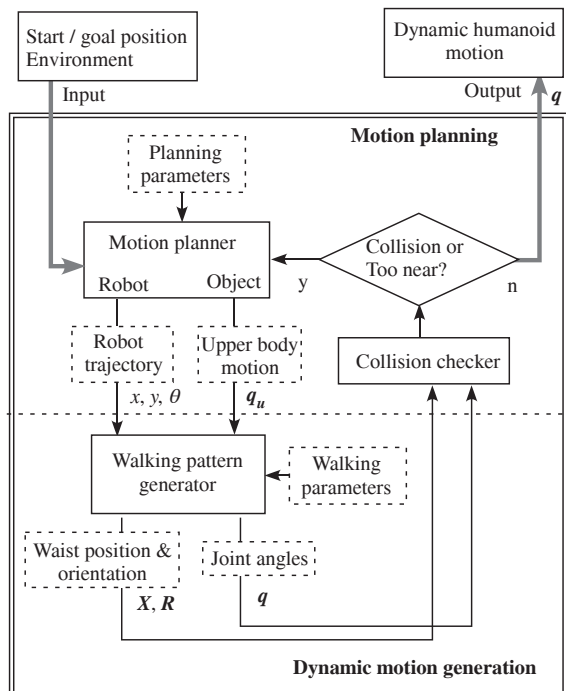 Start / goal position
Environment
Dynamic humanoid
motion
Input
Output
q
Motion planning
Planning
parameters
Motion planner
Robot
Object
Collision or
Too near?
y
n
Robot
trajectory
x, y, θ
Upper body
motion
q_u
Collision checker
Walking pattern
generator
Walking
parameters
Waist position &
orientation
X, R
Joint angles
q
Dynamic motion generation